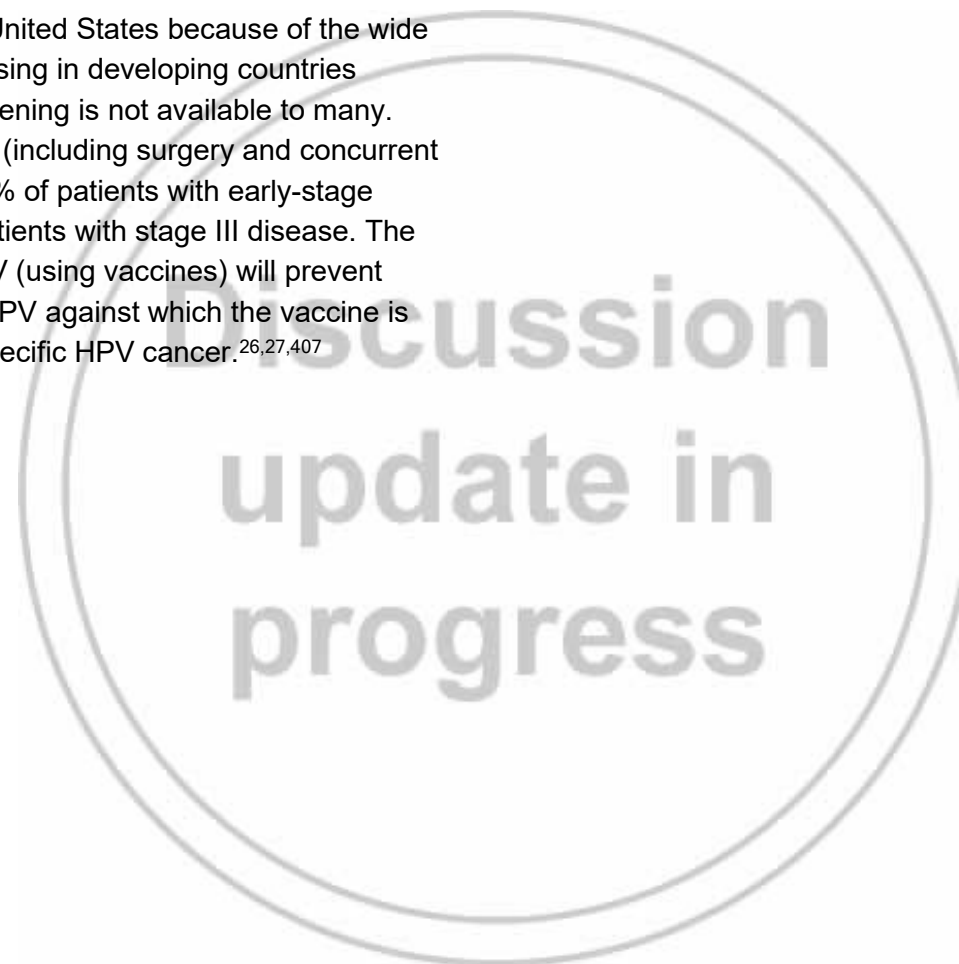 United States because of the wide
sing in developing countries
ening is not available to many.
(including surgery and concurrent
% of patients with early-stage
tients with stage III disease. The
V (using vaccines) will prevent
PV against which the vaccine is
ecific HPV cancer.26,27,407
Discussion
update in
progress